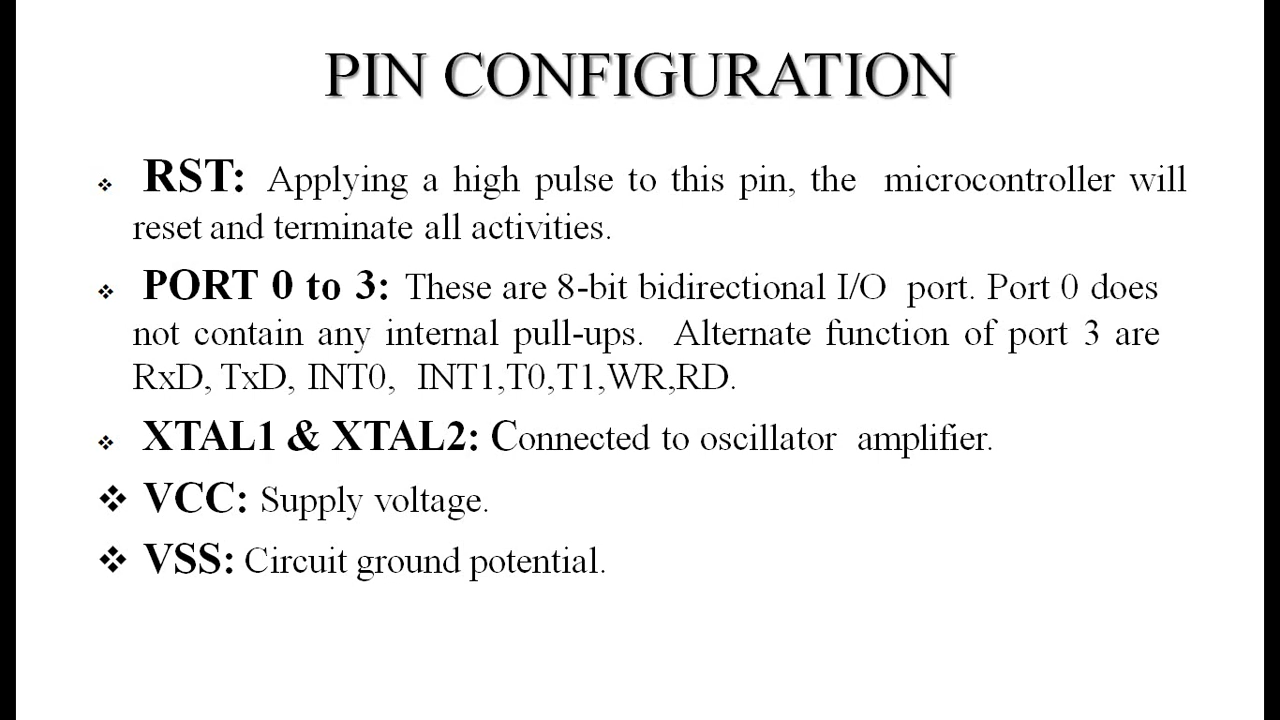 PIN CONFIGURATION
❖ RST: Applying a high pulse to this pin, the microcontroller will
reset and terminate all activities.
❖ PORT 0 to 3: These are 8-bit bidirectional I/O port. Port 0 does
not contain any internal pull-ups. Alternate function of port 3 are
RxD, TxD, INT0, INT1,T0,T1,WR,RD.
❖ XTAL1 & XTAL2: Connected to oscillator amplifier.
❖ VCC: Supply voltage.
❖ VSS: Circuit ground potential.